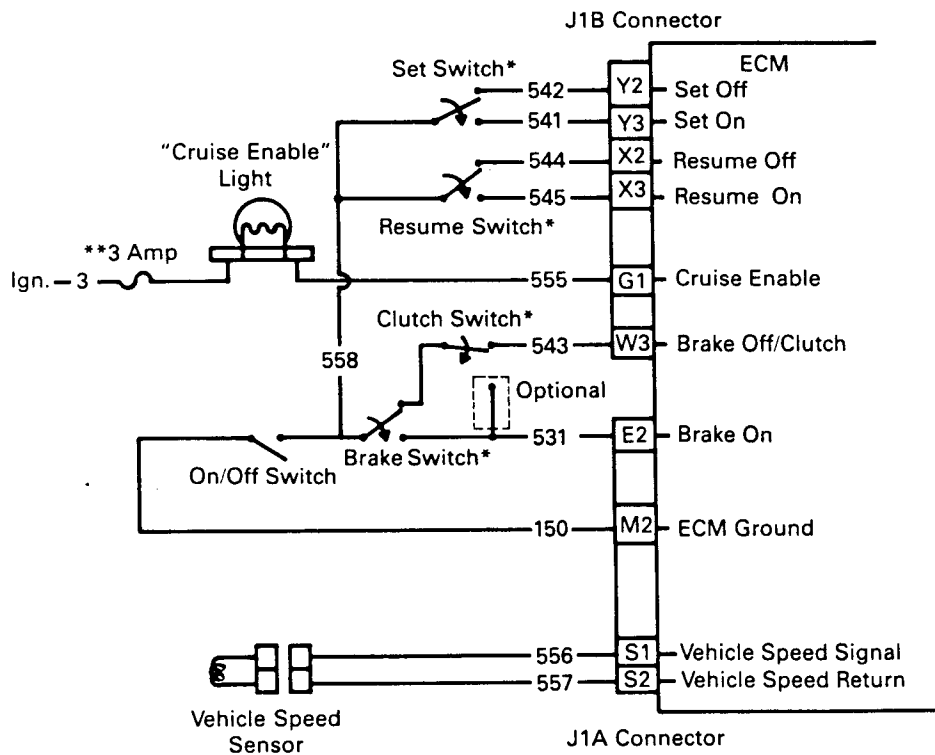 J1B Connector
ECM
Set Switch*
542 Y2 Set Off
541 Y3 Set On
"Cruise Enable"
Light
544 X2 Resume Off
545 X3 Resume On
Resume Switch*
**3 Amp
Ign. 3
555 G1 Cruise Enable
Clutch Switch*
543 W3 Brake Off/Clutch
558
Optional
531 E2 Brake On
On/Off Switch
Brake Switch*
150 M2 ECM Ground
556 S1 Vehicle Speed Signal
557 S2 Vehicle Speed Return
Vehicle Speed
Sensor
J1A Connector